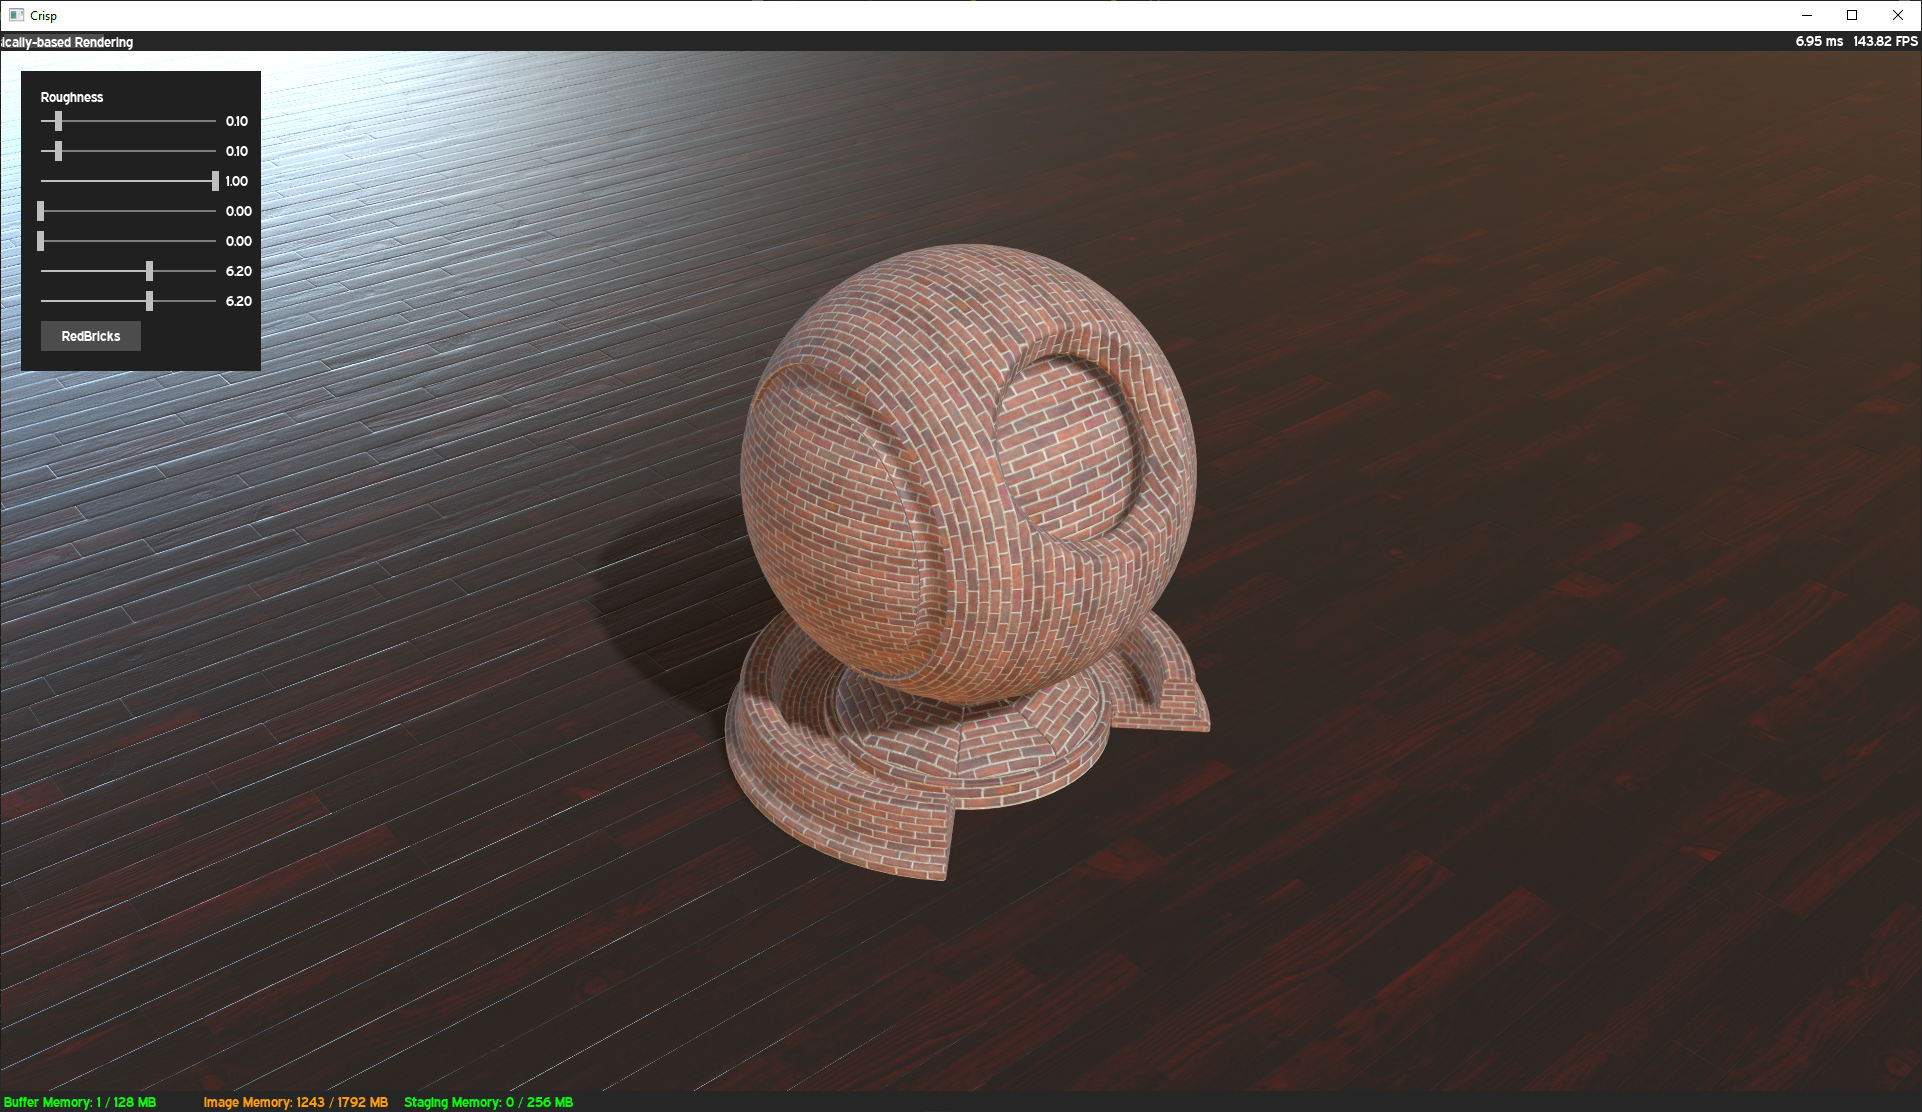 Crisp
ically-based Rendering
6.95 ms 143.82 FPS
Roughness
0.10
0.10
1.00
0.00
0.00
6.20
6.20
RedBricks
Buffer Memory: 1 / 128 MB Image Memory: 1243 / 1792 MB Staging Memory: 0 / 256 MB